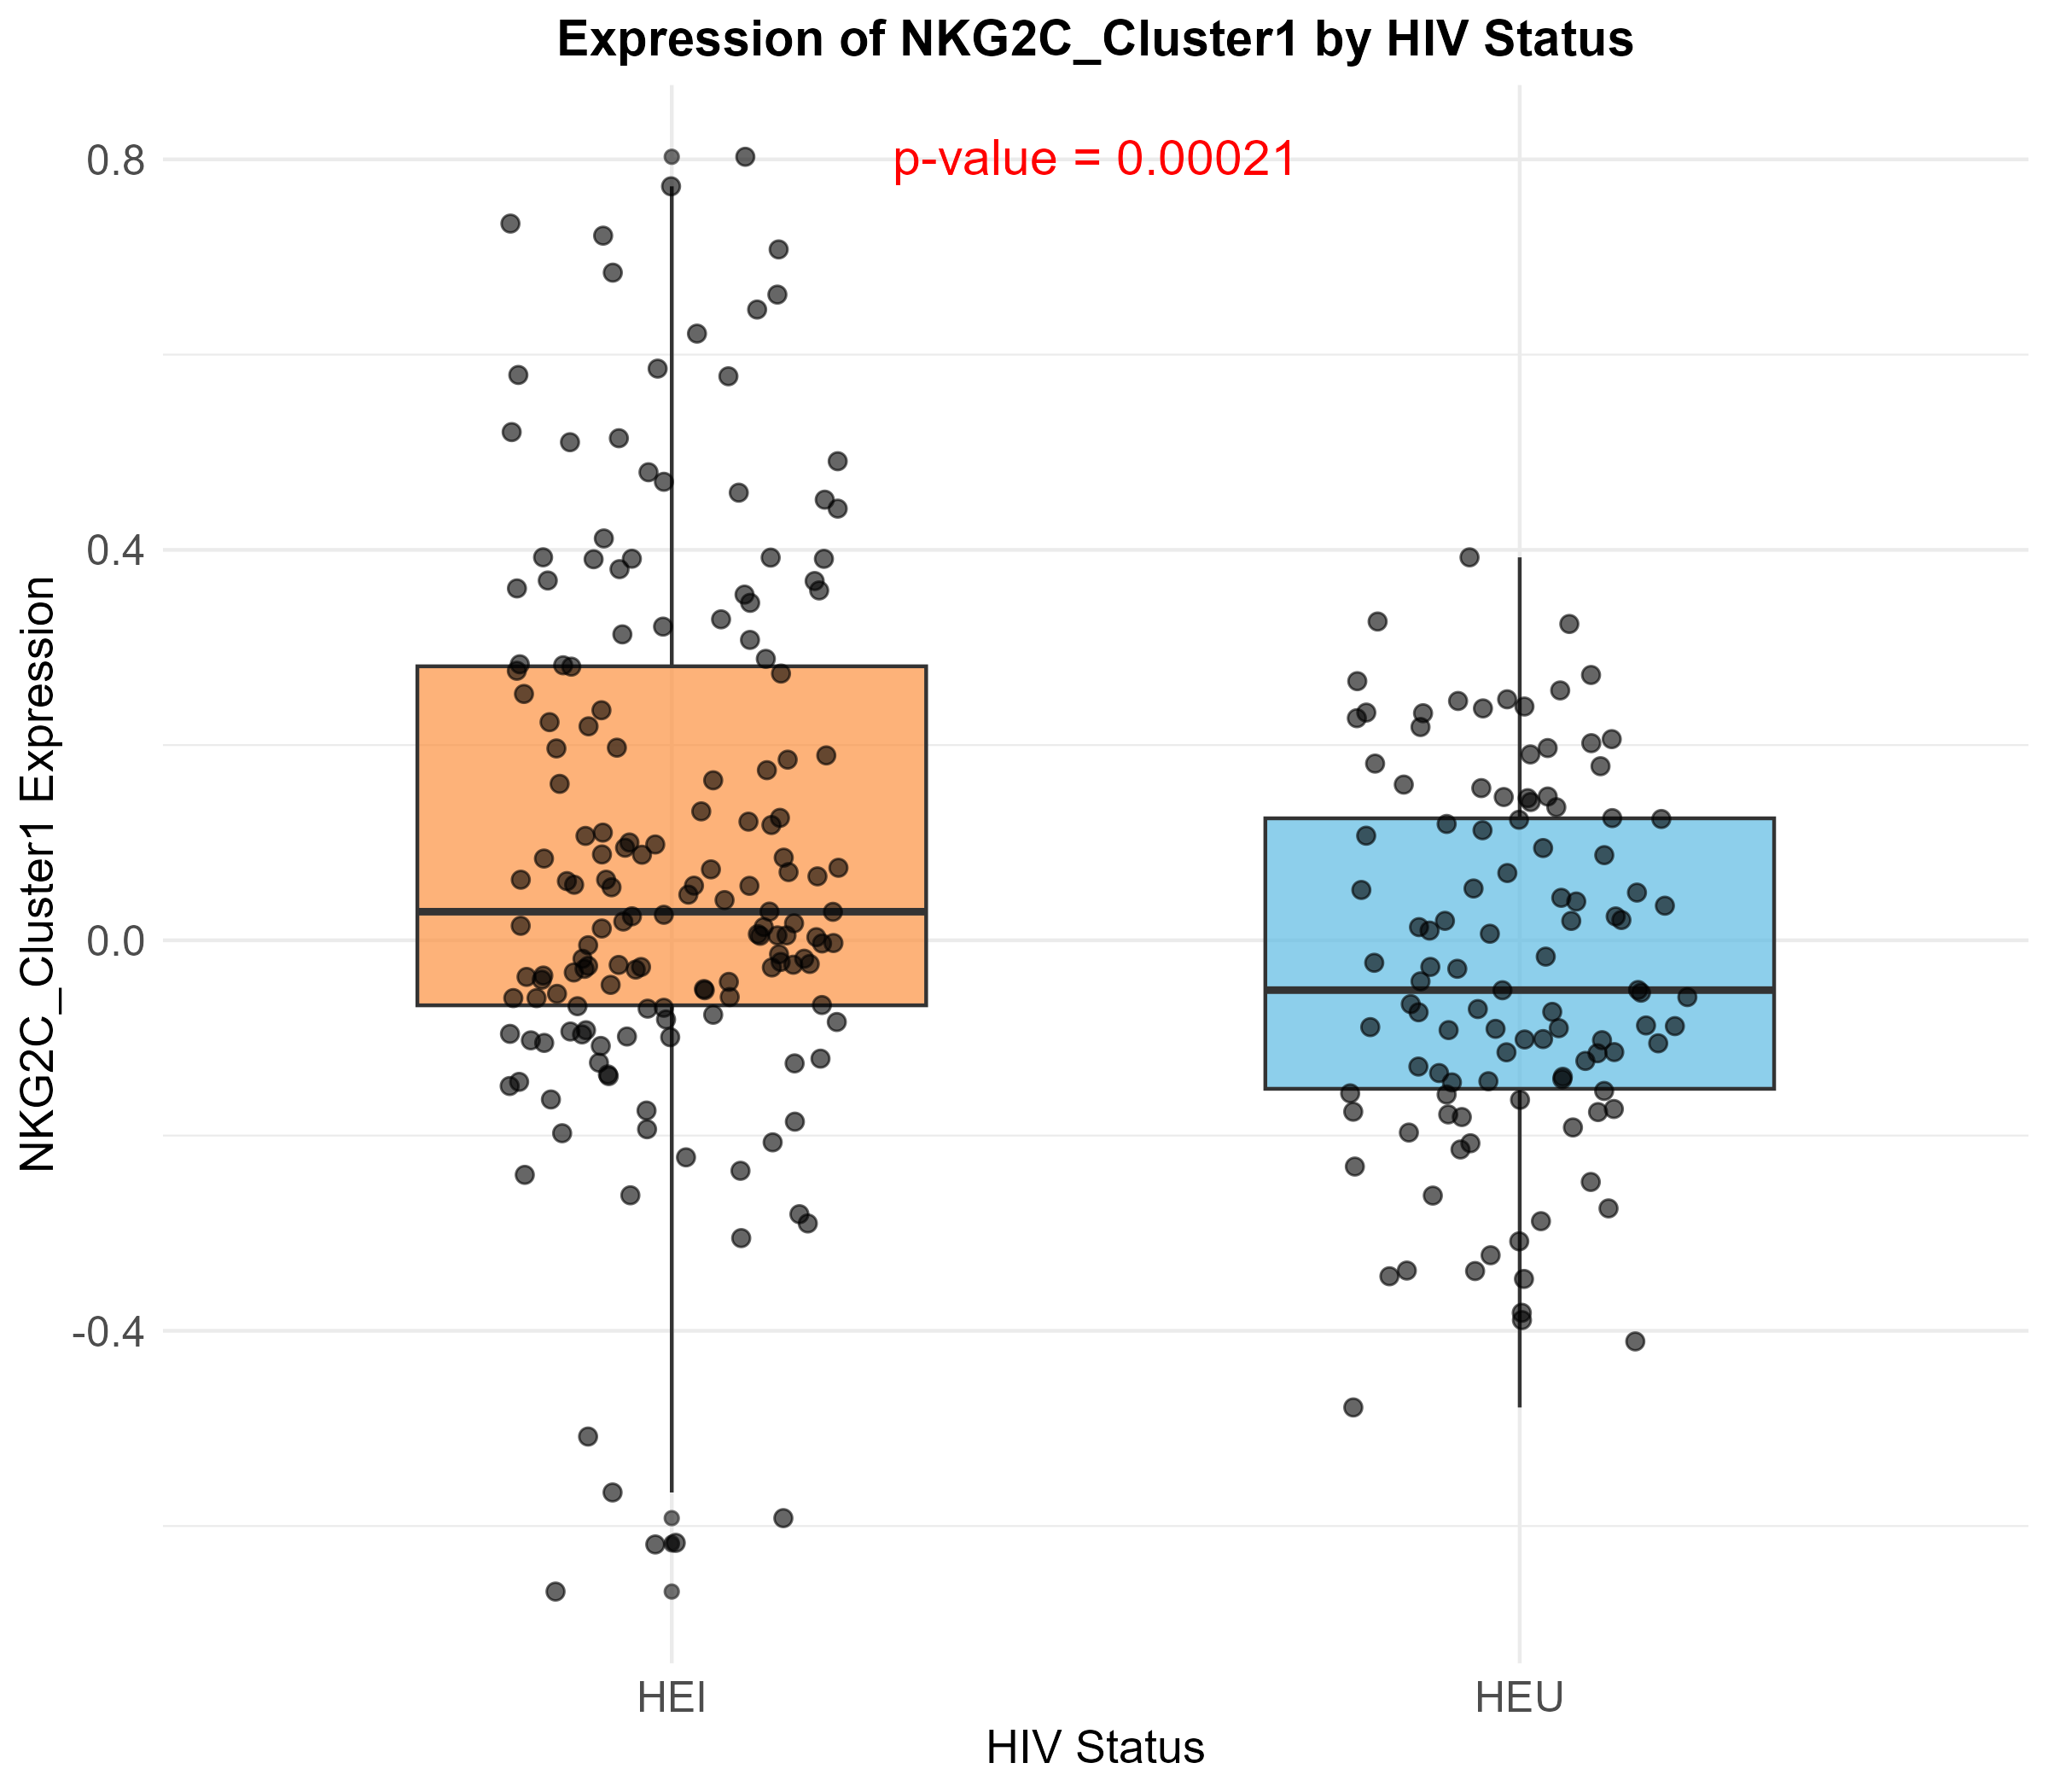 Expression of NKG2C_Cluster1 by HIV Status
p-value = 0.00021
0.8
0.4
0.0
-0.4
NKG2C_Cluster1 Expression
HEI
HEU
HIV Status